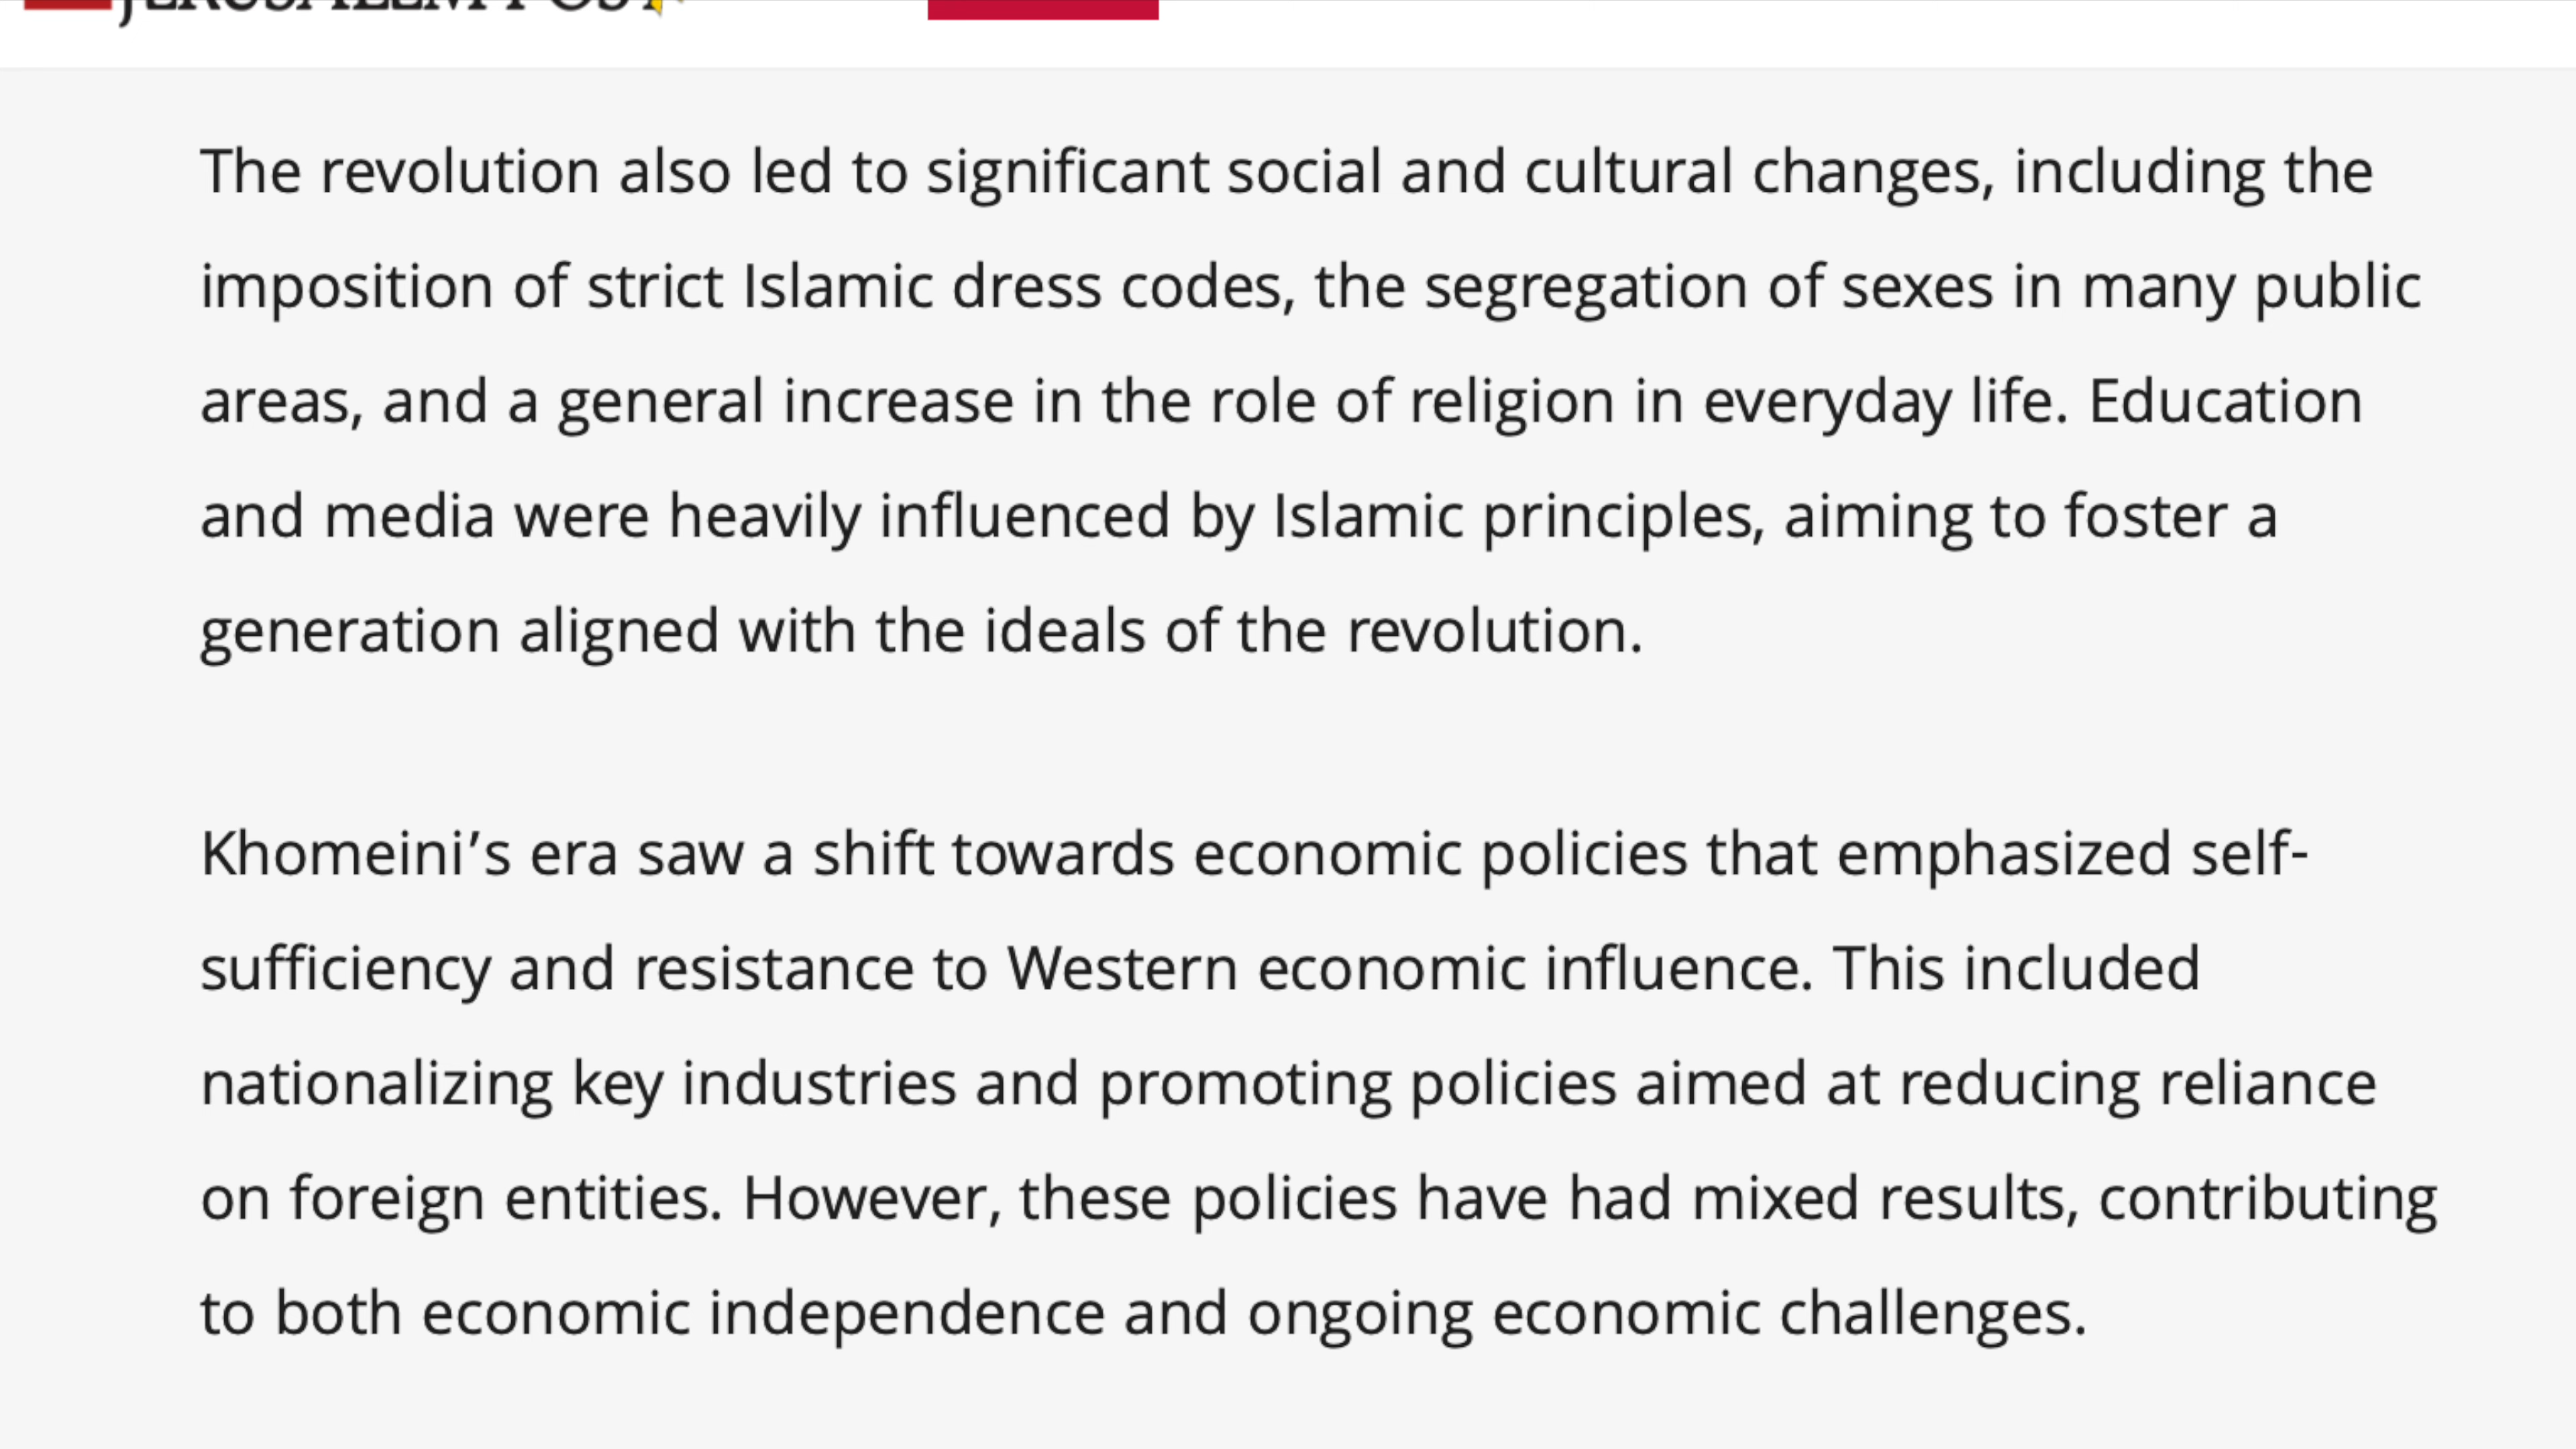 JERUSALEM POST
The revolution also led to significant social and cultural changes, including the
imposition of strict Islamic dress codes, the segregation of sexes in many public
areas, and a general increase in the role of religion in everyday life. Education
and media were heavily influenced by Islamic principles, aiming to foster a
generation aligned with the ideals of the revolution.
Khomeini’s era saw a shift towards economic policies that emphasized self-
sufficiency and resistance to Western economic influence. This included
nationalizing key industries and promoting policies aimed at reducing reliance
on foreign entities. However, these policies have had mixed results, contributing
to both economic independence and ongoing economic challenges.